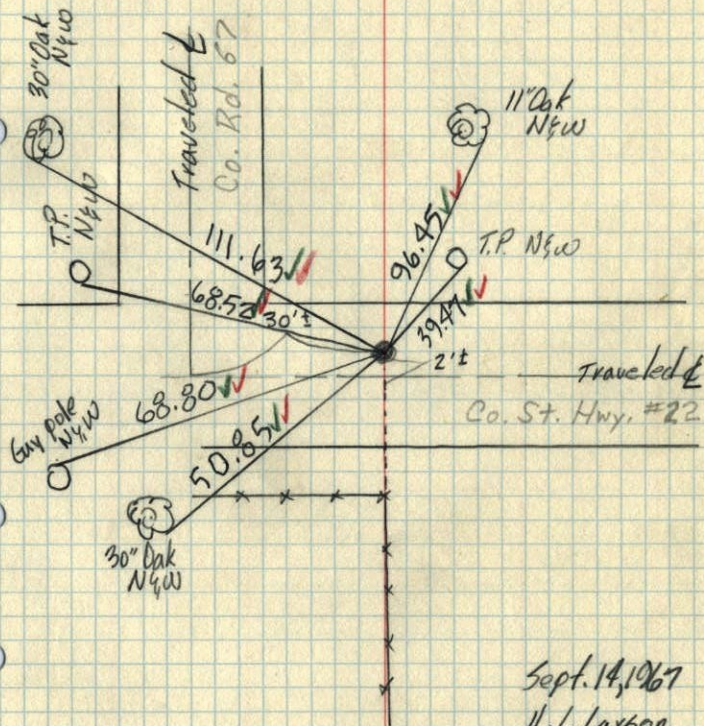 30" Oak
N&W
Traveled ℄
Co. Rd. 67
11" Oak
N&W
T.P.
N&W
T.P. N&W
111.63
96.45
68.52
30'±
39.47
2'±
Traveled ℄
68.80
Co. St. Hwy. #22
Guy pole
N&W
50.85
30" Oak
N&W
Sept. 14, 1967
Larson